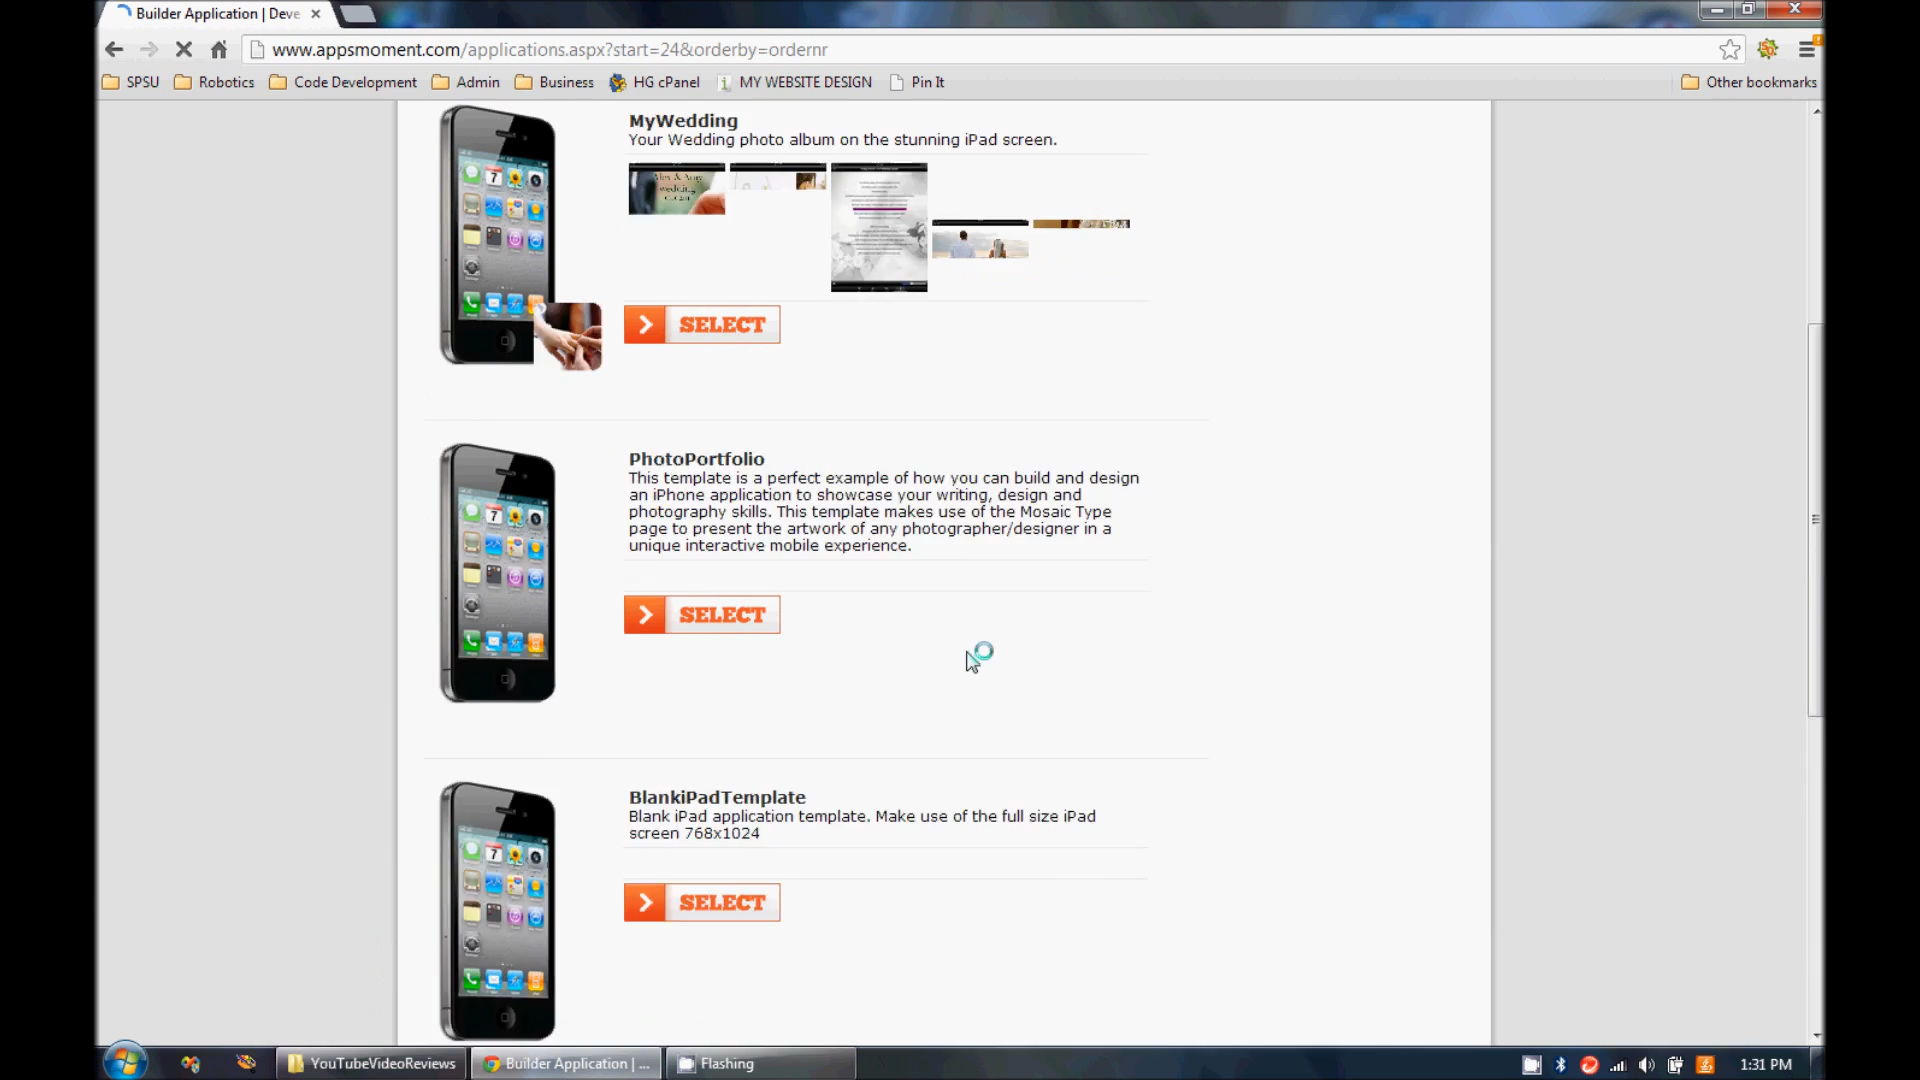 Builder Application | Deve
www.appsmoment.com/applications.aspx?start=24&orderby=ordernr
SPSU Robotics Code Development Admin Business HG cPanel MY WEBSITE DESIGN Pin It Other bookmarks
MyWedding
Your Wedding photo album on the stunning iPad screen.
SELECT
PhotoPortfolio
This template is a perfect example of how you can build and design
an iPhone application to showcase your writing, design and
photography skills. This template makes use of the Mosaic Type
page to present the artwork of any photographer/designer in a
unique interactive mobile experience.
SELECT
BlankiPadTemplate
Blank iPad application template. Make use of the full size iPad
screen 768x1024
SELECT
YouTubeVideoReviews Builder Application | ... Flashing 1:31 PM